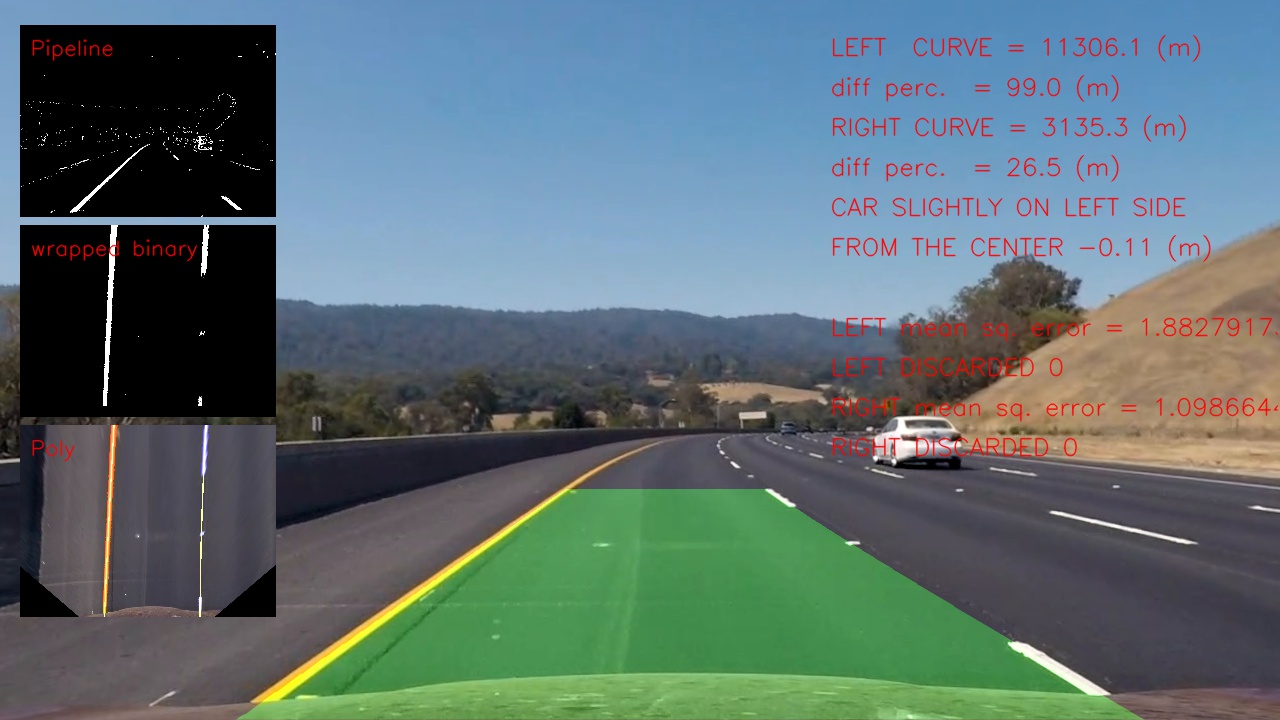 Pipeline
wrapped binary
Poly
LEFT  CURVE = 11306.1 (m)
diff perc.  = 99.0 (m)
RIGHT CURVE = 3135.3 (m)
diff perc.  = 26.5 (m)
CAR SLIGHTLY ON LEFT SIDE
FROM THE CENTER -0.11 (m)
LEFT mean sq. error = 1.8827917
LEFT DISCARDED 0
RIGHT mean sq. error = 1.098664
RIGHT DISCARDED 0